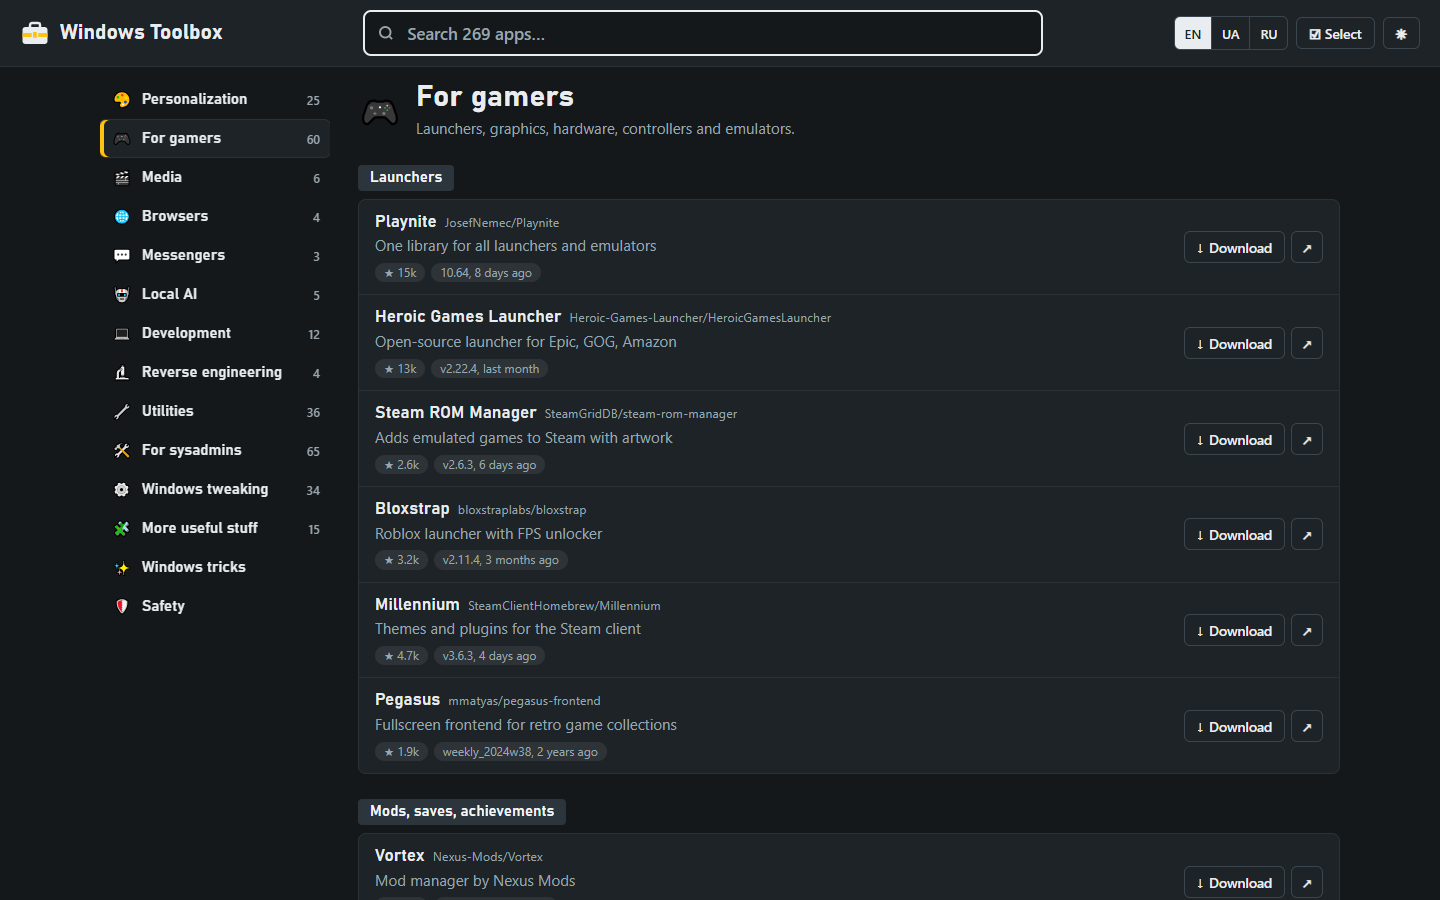 Windows Toolbox
Search 269 apps...
EN
UA
RU
Select
Personalization 25
For gamers 60
Media 6
Browsers 4
Messengers 3
Local AI 5
Development 12
Reverse engineering 4
Utilities 36
For sysadmins 65
Windows tweaking 34
More useful stuff 15
Windows tricks
Safety
For gamers
Launchers, graphics, hardware, controllers and emulators.
Launchers
Playnite JosefNemec/Playnite
One library for all launchers and emulators
★ 15k 10.64, 8 days ago
↓ Download ↗
Heroic Games Launcher Heroic-Games-Launcher/HeroicGamesLauncher
Open-source launcher for Epic, GOG, Amazon
★ 13k v2.22.4, last month
↓ Download ↗
Steam ROM Manager SteamGridDB/steam-rom-manager
Adds emulated games to Steam with artwork
★ 2.6k v2.6.3, 6 days ago
↓ Download ↗
Bloxstrap bloxstraplabs/bloxstrap
Roblox launcher with FPS unlocker
★ 3.2k v2.11.4, 3 months ago
↓ Download ↗
Millennium SteamClientHomebrew/Millennium
Themes and plugins for the Steam client
★ 4.7k v3.6.3, 4 days ago
↓ Download ↗
Pegasus mmatyas/pegasus-frontend
Fullscreen frontend for retro game collections
★ 1.9k weekly_2024w38, 2 years ago
↓ Download ↗
Mods, saves, achievements
Vortex Nexus-Mods/Vortex
Mod manager by Nexus Mods
↓ Download ↗